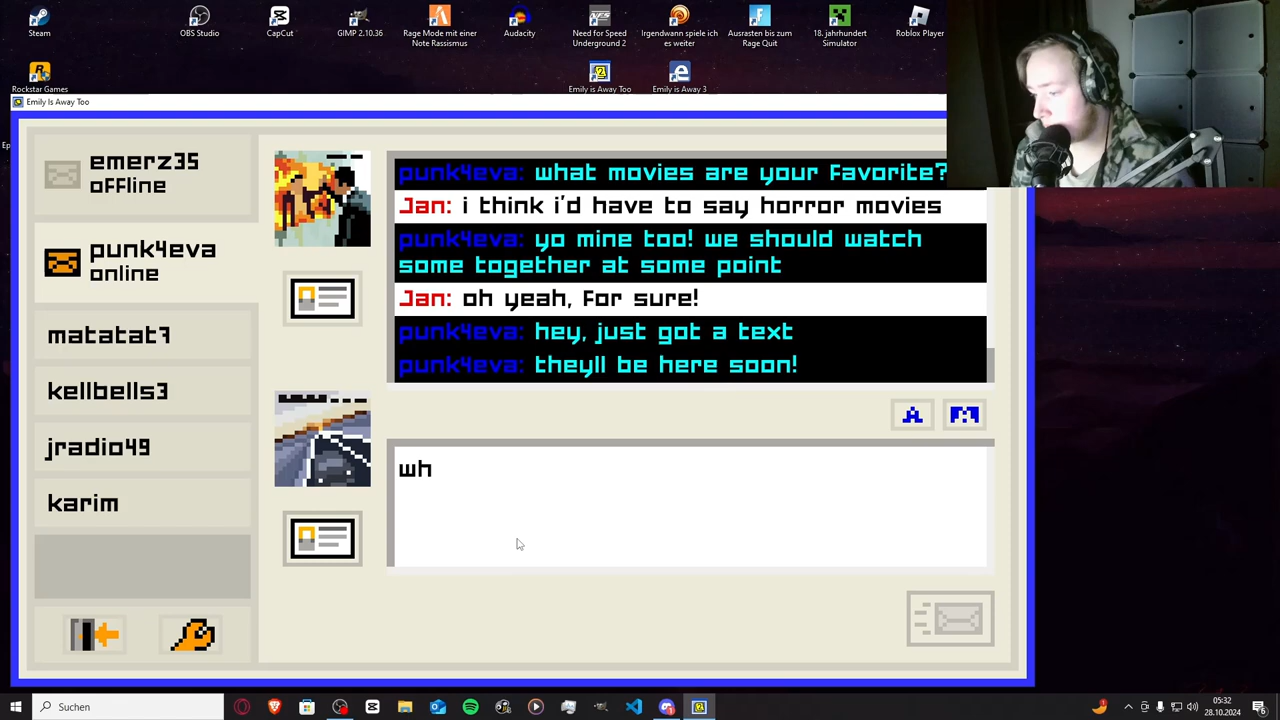 Steam
OBS Studio
CapCut
GIMP 2.10.36
Rage Mode mit einer
Note Rassismus
Audacity
Need for Speed
Underground 2
Irgendwann spiele ich
es weiter
Ausrasten bis zum
Rage Quit
18. jahrhundert
Simulator
Roblox Player
Rockstar Games
Emily is Away Too
Emily is Away 3
Emily Is Away Too
emerz35
offline
punk4eva
online
matatat7
kellbells3
jradio49
karim
punk4eva: what movies are your favorite?
Jan: i think i'd have to say horror movies
punk4eva: yo mine too! we should watch
some together at some point
Jan: oh yeah, for sure!
punk4eva: hey, just got a text
punk4eva: theyll be here soon!
A
M
wh
Suchen
05:32
28.10.2024